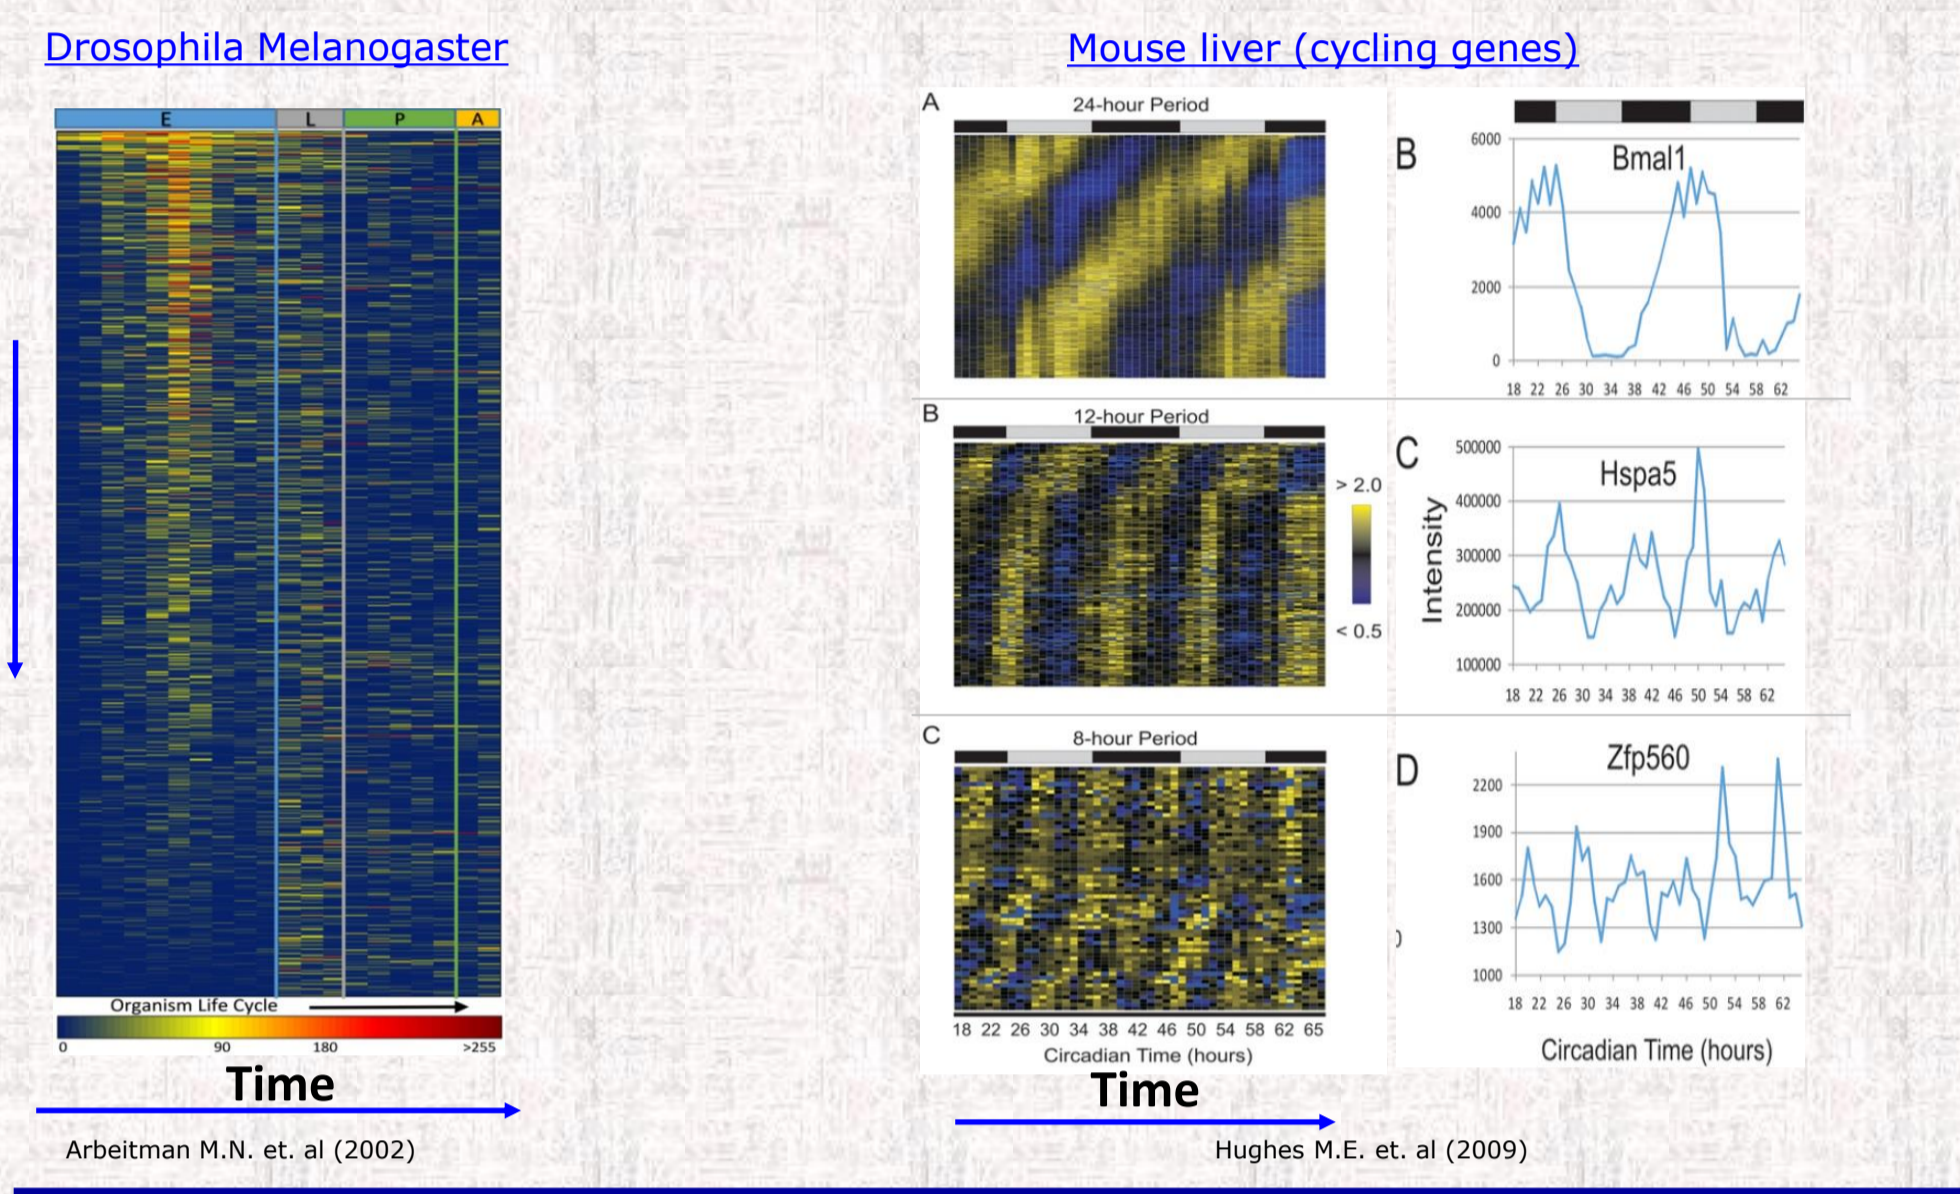 Drosophila Melanogaster
E L P A
Organism Life Cycle
0 90 180 >255
Time
Arbeitman M.N. et. al (2002)
Mouse liver (cycling genes)
A
24-hour Period
B
12-hour Period
> 2.0
< 0.5
C
8-hour Period
18 22 26 30 34 38 42 46 50 54 58 62 65
Circadian Time (hours)
Time
B
Bmal1
6000
4000
2000
0
18 22 26 30 34 38 42 46 50 54 58 62
C
Hspa5
Intensity
500000
400000
300000
200000
100000
18 22 26 30 34 38 42 46 50 54 58 62
D
Zfp560
2200
1900
1600
1300
1000
18 22 26 30 34 38 42 46 50 54 58 62
Circadian Time (hours)
Hughes M.E. et. al (2009)